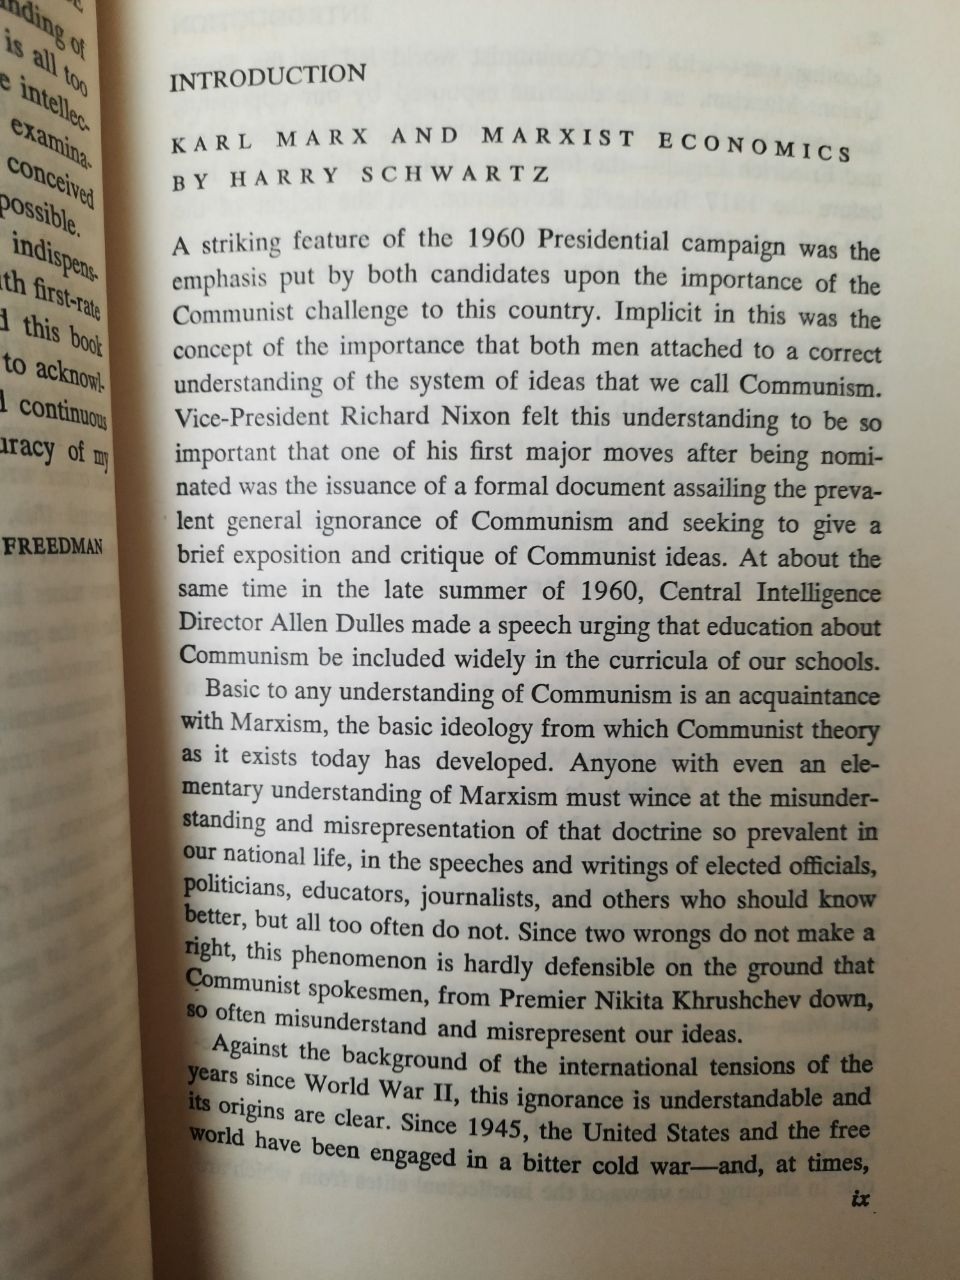 nding of
is all too
intellec-
examina-
conceived
possible.
indispens-
th first-rate
this book
to acknowl-
continuous
uracy of my
FREEDMAN
INTRODUCTION
KARL MARX AND MARXIST ECONOMICS
BY HARRY SCHWARTZ
A striking feature of the 1960 Presidential campaign was the
emphasis put by both candidates upon the importance of the
Communist challenge to this country. Implicit in this was the
concept of the importance that both men attached to a correct
understanding of the system of ideas that we call Communism.
Vice-President Richard Nixon felt this understanding to be so
important that one of his first major moves after being nomi-
nated was the issuance of a formal document assailing the preva-
lent general ignorance of Communism and seeking to give a
brief exposition and critique of Communist ideas. At about the
same time in the late summer of 1960, Central Intelligence
Director Allen Dulles made a speech urging that education about
Communism be included widely in the curricula of our schools.
Basic to any understanding of Communism is an acquaintance
with Marxism, the basic ideology from which Communist theory
as it exists today has developed. Anyone with even an ele-
mentary understanding of Marxism must wince at the misunder-
standing and misrepresentation of that doctrine so prevalent in
our national life, in the speeches and writings of elected officials,
politicians, educators, journalists, and others who should know
better, but all too often do not. Since two wrongs do not make a
right, this phenomenon is hardly defensible on the ground that
Communist spokesmen, from Premier Nikita Khrushchev down,
so often misunderstand and misrepresent our ideas.
Against the background of the international tensions of the
years since World War II, this ignorance is understandable and
its origins are clear. Since 1945, the United States and the free
world have been engaged in a bitter cold war—and, at times,
ix